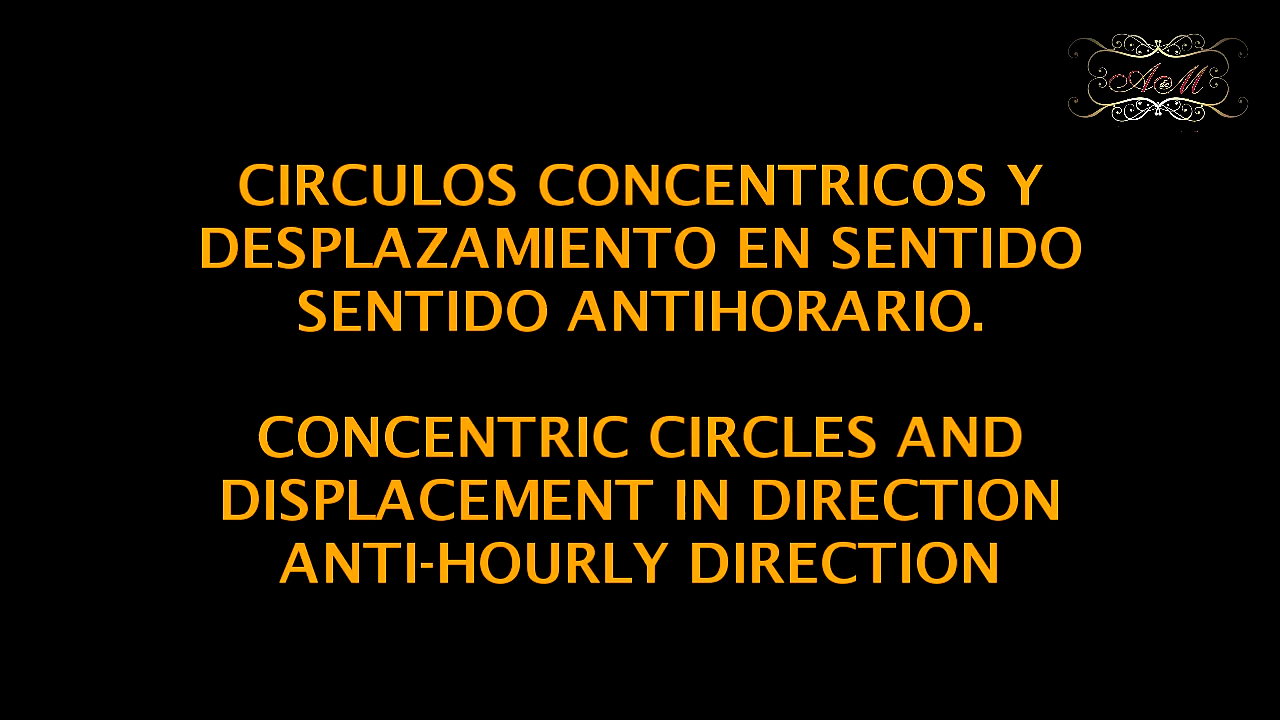 A&M
CIRCULOS CONCENTRICOS Y
DESPLAZAMIENTO EN SENTIDO
SENTIDO ANTIHORARIO.
CONCENTRIC CIRCLES AND
DISPLACEMENT IN DIRECTION
ANTI-HOURLY DIRECTION